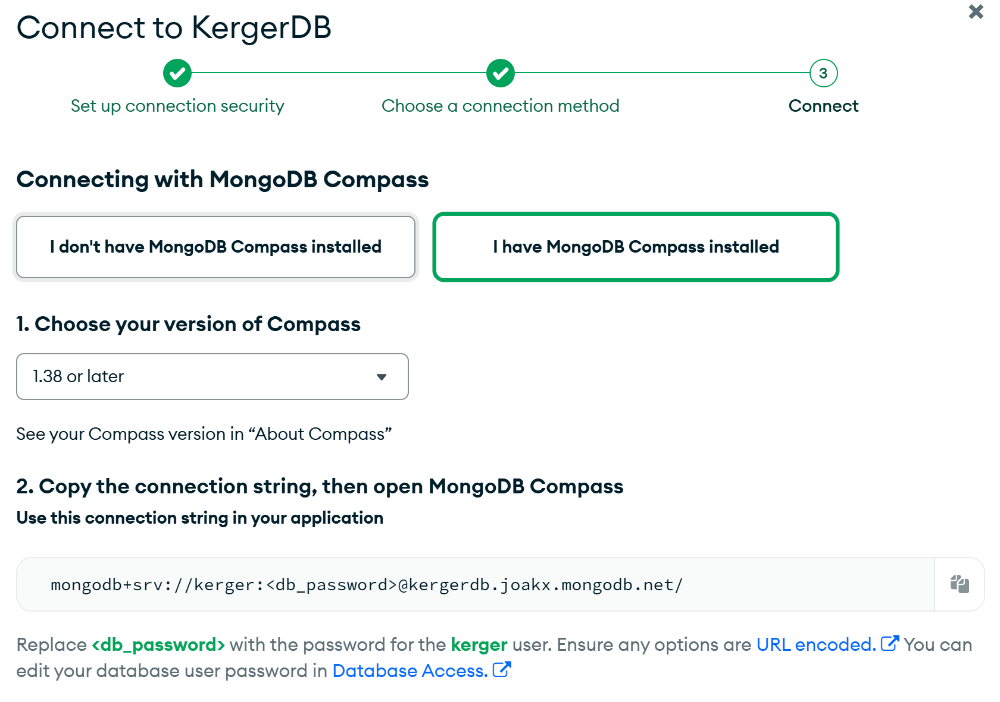 Connect to KergerDB
Set up connection security
Choose a connection method
3
Connect
Connecting with MongoDB Compass
I don't have MongoDB Compass installed
I have MongoDB Compass installed
1. Choose your version of Compass
1.38 or later
See your Compass version in “About Compass”
2. Copy the connection string, then open MongoDB Compass
Use this connection string in your application
mongodb+srv://kerger:<db_password>@kergerdb.joakx.mongodb.net/
Replace <db_password> with the password for the kerger user. Ensure any options are URL encoded. You can
edit your database user password in Database Access.